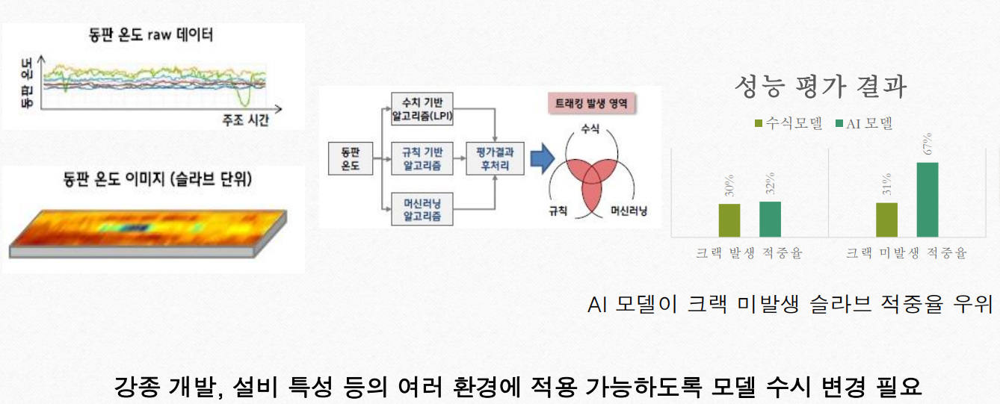 동판 온도 raw 데이터
동판 온도
주조 시간
동판 온도 이미지 (슬라브 단위)
동판
온도
수치 기반
알고리즘(LPI)
규칙 기반
알고리즘
머신러닝
알고리즘
평가결과
후처리
트래킹 발생 영역
수식
규칙
머신러닝
성능 평가 결과
수식모델 AI 모델
30%
32%
31%
67%
크랙 발생 적중율
크랙 미발생 적중율
AI 모델이 크랙 미발생 슬라브 적중율 우위
강종 개발, 설비 특성 등의 여러 환경에 적용 가능하도록 모델 수시 변경 필요